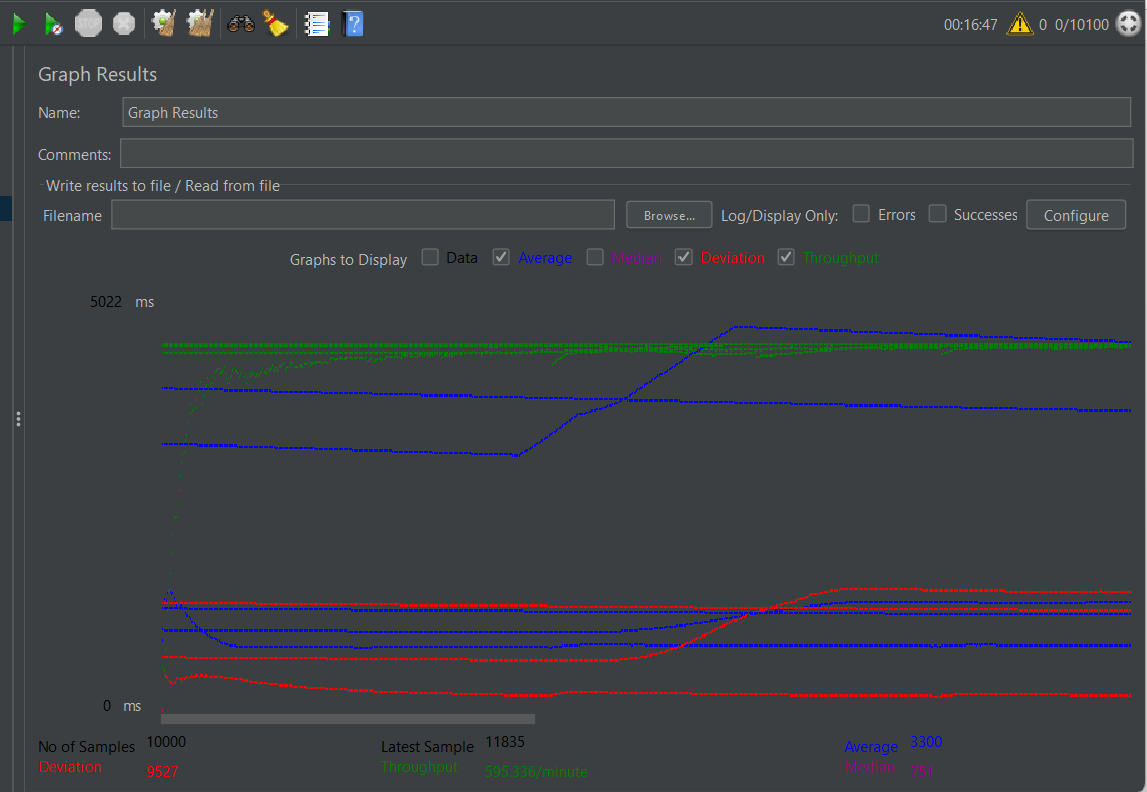 STOP
00:16:47 0 0/10100
Graph Results
Name: Graph Results
Comments:
Write results to file / Read from file
Filename Browse... Log/Display Only: Errors Successes Configure
Graphs to Display Data Average Median Deviation Throughput
5022 ms
0 ms
No of Samples 10000 Latest Sample 11835 Average 3300
Deviation 9527 Throughput 595.336/minute Median 751